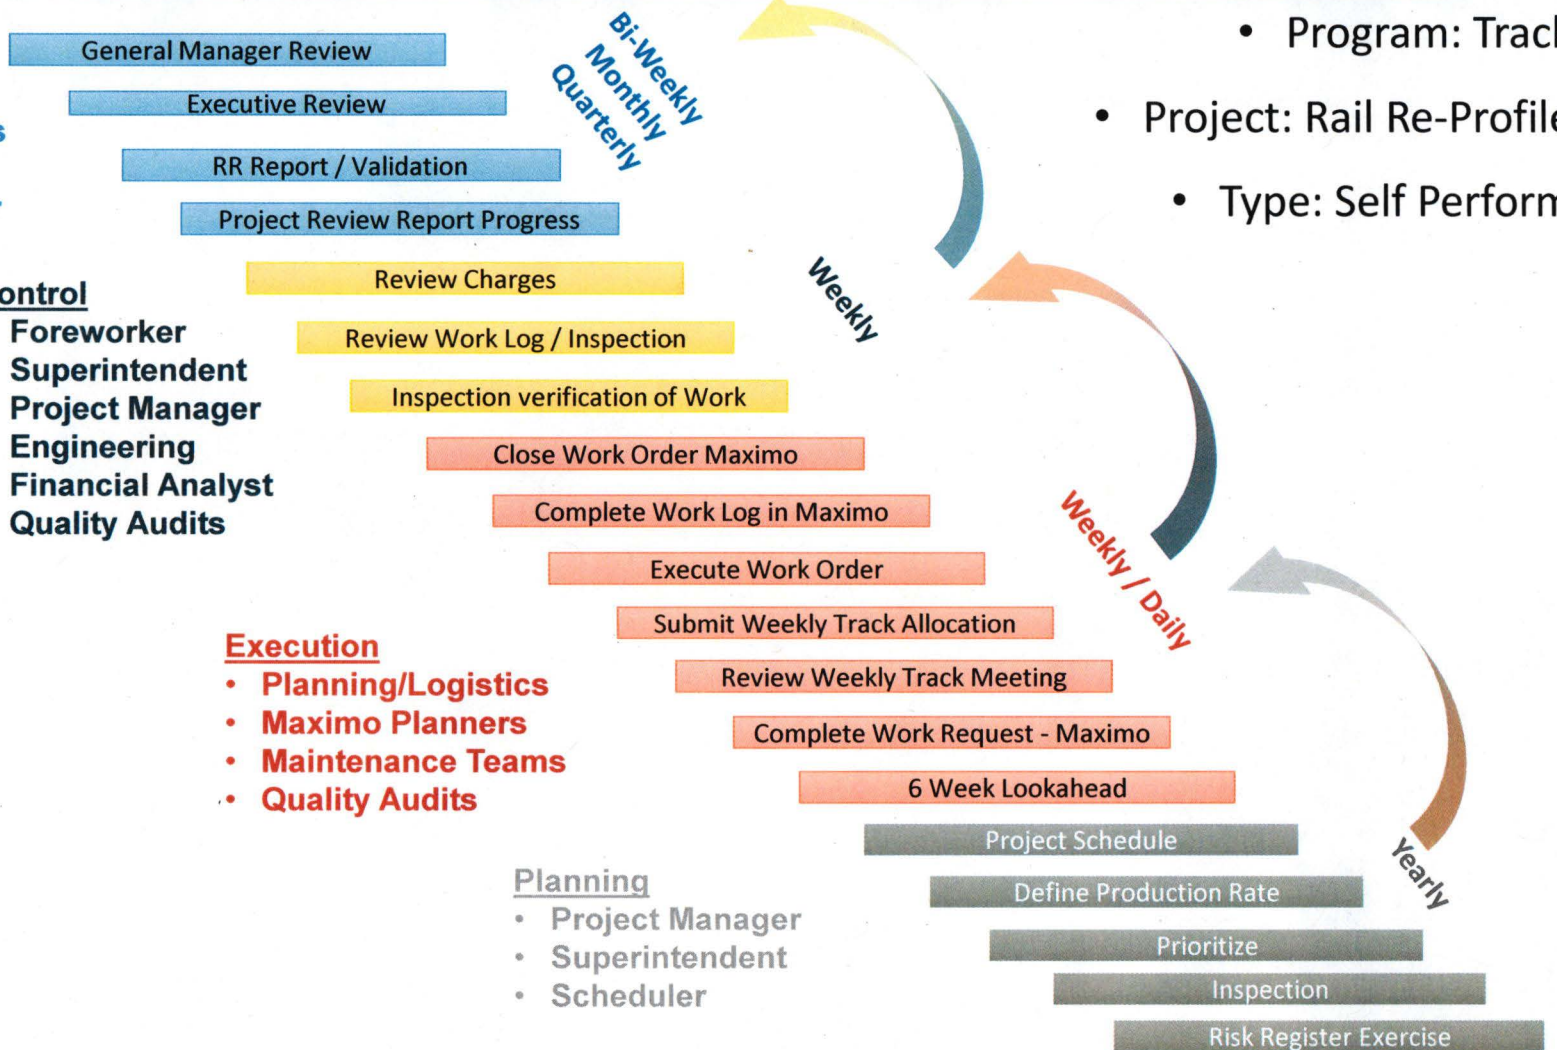 General Manager Review
Executive Review
RR Report / Validation
Project Review Report Progress
Bi-Weekly
Monthly
Quarterly
• Program: Track
• Project: Rail Re-Profile
• Type: Self Perform
Review Charges
Review Work Log / Inspection
Inspection verification of Work
Weekly
ontrol
Foreworker
Superintendent
Project Manager
Engineering
Financial Analyst
Quality Audits
Close Work Order Maximo
Complete Work Log in Maximo
Execute Work Order
Submit Weekly Track Allocation
Review Weekly Track Meeting
Complete Work Request - Maximo
6 Week Lookahead
Weekly / Daily
Execution
• Planning/Logistics
• Maximo Planners
• Maintenance Teams
• Quality Audits
Project Schedule
Define Production Rate
Prioritize
Inspection
Risk Register Exercise
Yearly
Planning
• Project Manager
• Superintendent
• Scheduler